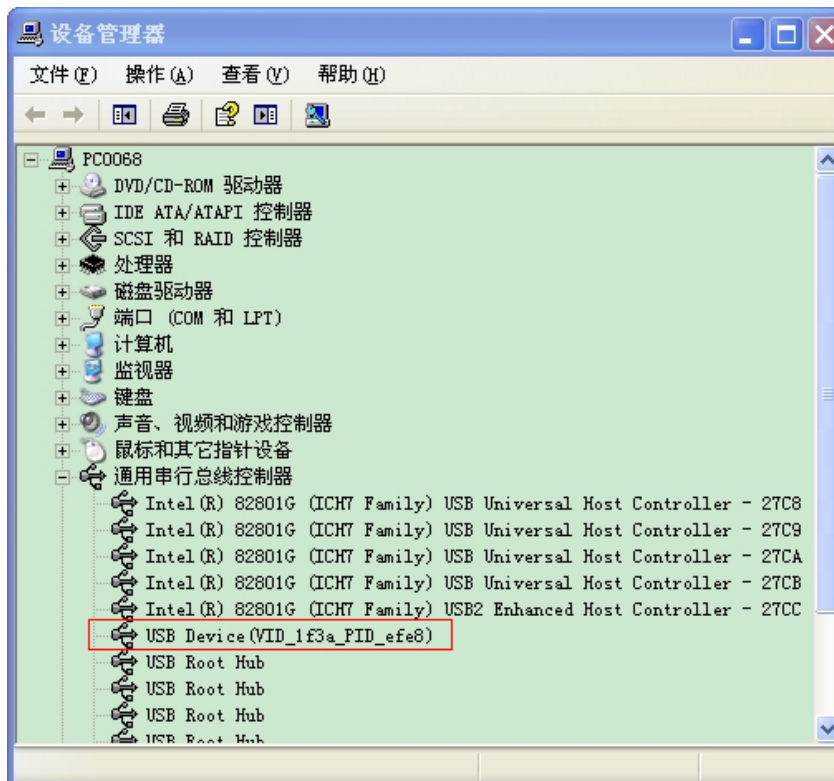 设备管理器
文件(F) 操作(A) 查看(V) 帮助(H)
PC0068
DVD/CD-ROM 驱动器
IDE ATA/ATAPI 控制器
SCSI 和 RAID 控制器
处理器
磁盘驱动器
端口 (COM 和 LPT)
计算机
监视器
键盘
声音、视频和游戏控制器
鼠标和其它指针设备
通用串行总线控制器
Intel(R) 82801G (ICH7 Family) USB Universal Host Controller - 27C8
Intel(R) 82801G (ICH7 Family) USB Universal Host Controller - 27C9
Intel(R) 82801G (ICH7 Family) USB Universal Host Controller - 27CA
Intel(R) 82801G (ICH7 Family) USB Universal Host Controller - 27CB
Intel(R) 82801G (ICH7 Family) USB2 Enhanced Host Controller - 27CC
USB Device(VID_1f3a_PID_efe8)
USB Root Hub
USB Root Hub
USB Root Hub
USB Root Hub